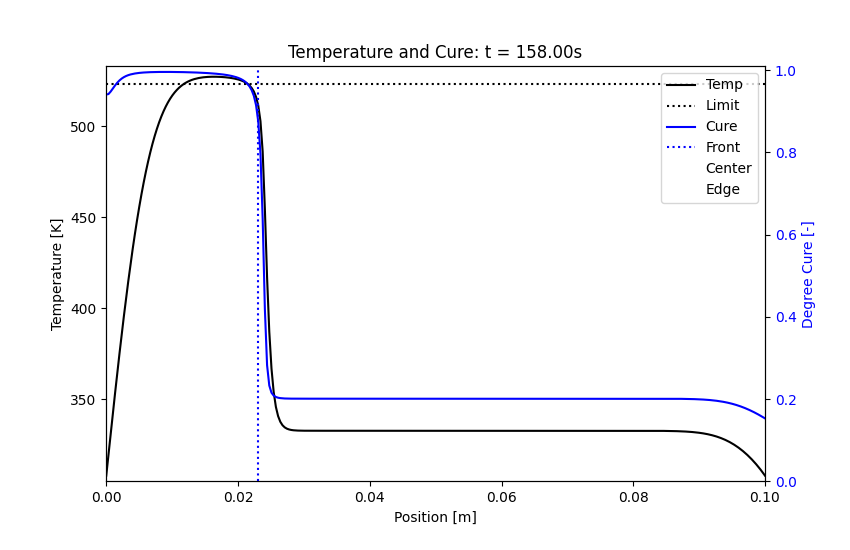 Temperature and Cure: t = 158.00s
Temp
Limit
Cure
Front
Center
Edge
500
450
400
350
Temperature [K]
1.0
0.8
0.6
0.4
0.2
0.0
Degree Cure [-]
0.00
0.02
0.04
0.06
0.08
0.10
Position [m]